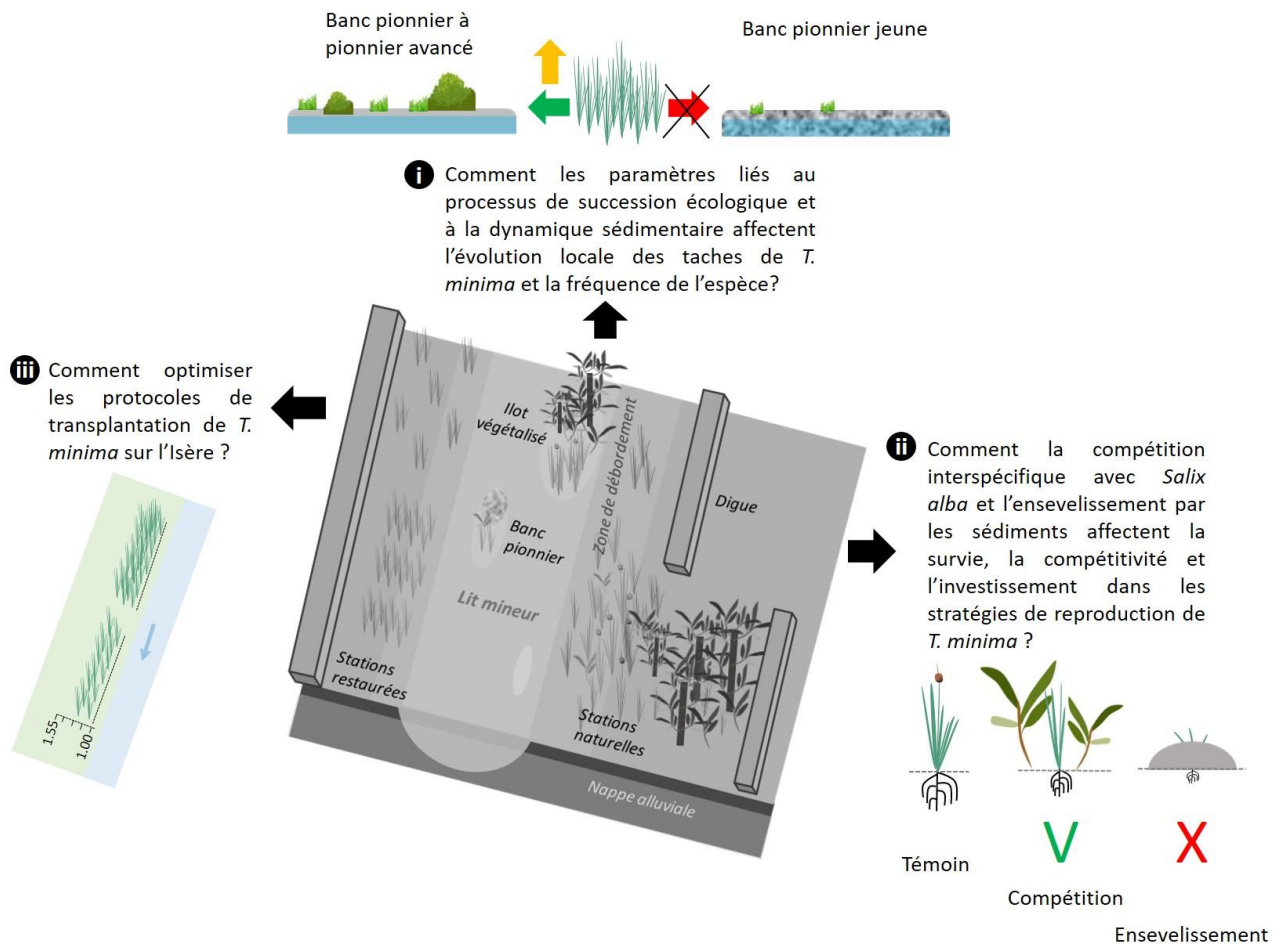 Banc pionnier à
pionnier avancé
Banc pionnier jeune
i Comment les paramètres liés au
processus de succession écologique et
à la dynamique sédimentaire affectent
l’évolution locale des taches de T.
minima et la fréquence de l’espèce?
iii Comment optimiser
les protocoles de
transplantation de T.
minima sur l’Isère ?
1.55
1.00
Ilot
végétalisé
Banc
pionnier
Lit mineur
Zone de débordement
Digue
Stations
restaurées
Stations
naturelles
Nappe alluviale
ii Comment la compétition
interspécifique avec Salix
alba et l’ensevelissement par
les sédiments affectent la
survie, la compétitivité et
l’investissement dans les
stratégies de reproduction de
T. minima ?
V
X
Témoin
Compétition
Ensevelissement